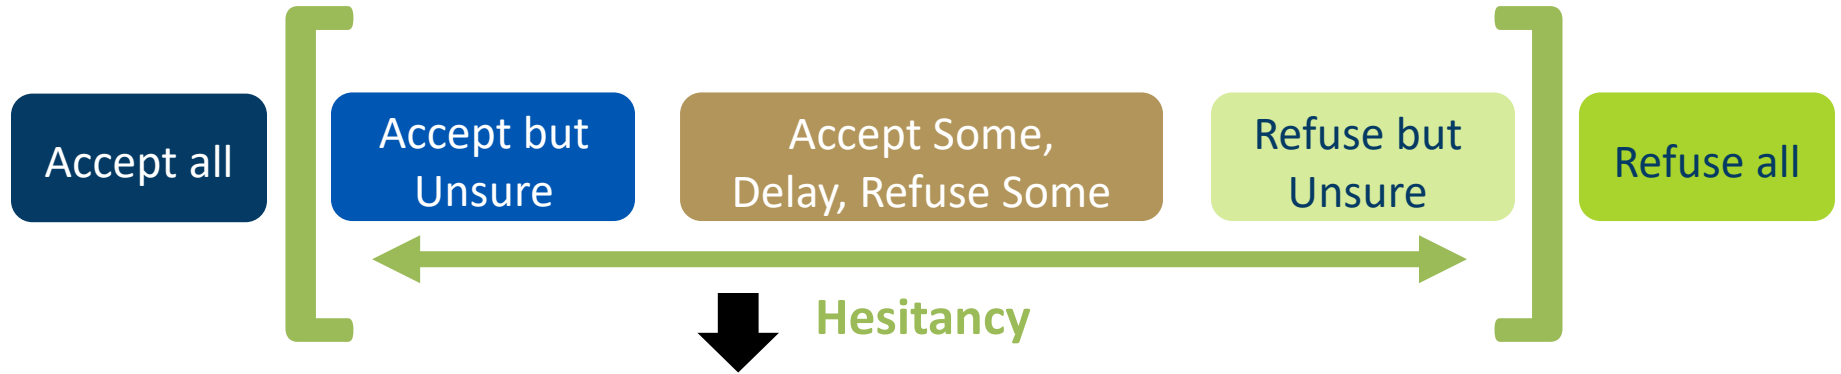 Accept all
Accept but
Unsure
Accept Some,
Delay, Refuse Some
Refuse but
Unsure
Refuse all
Hesitancy